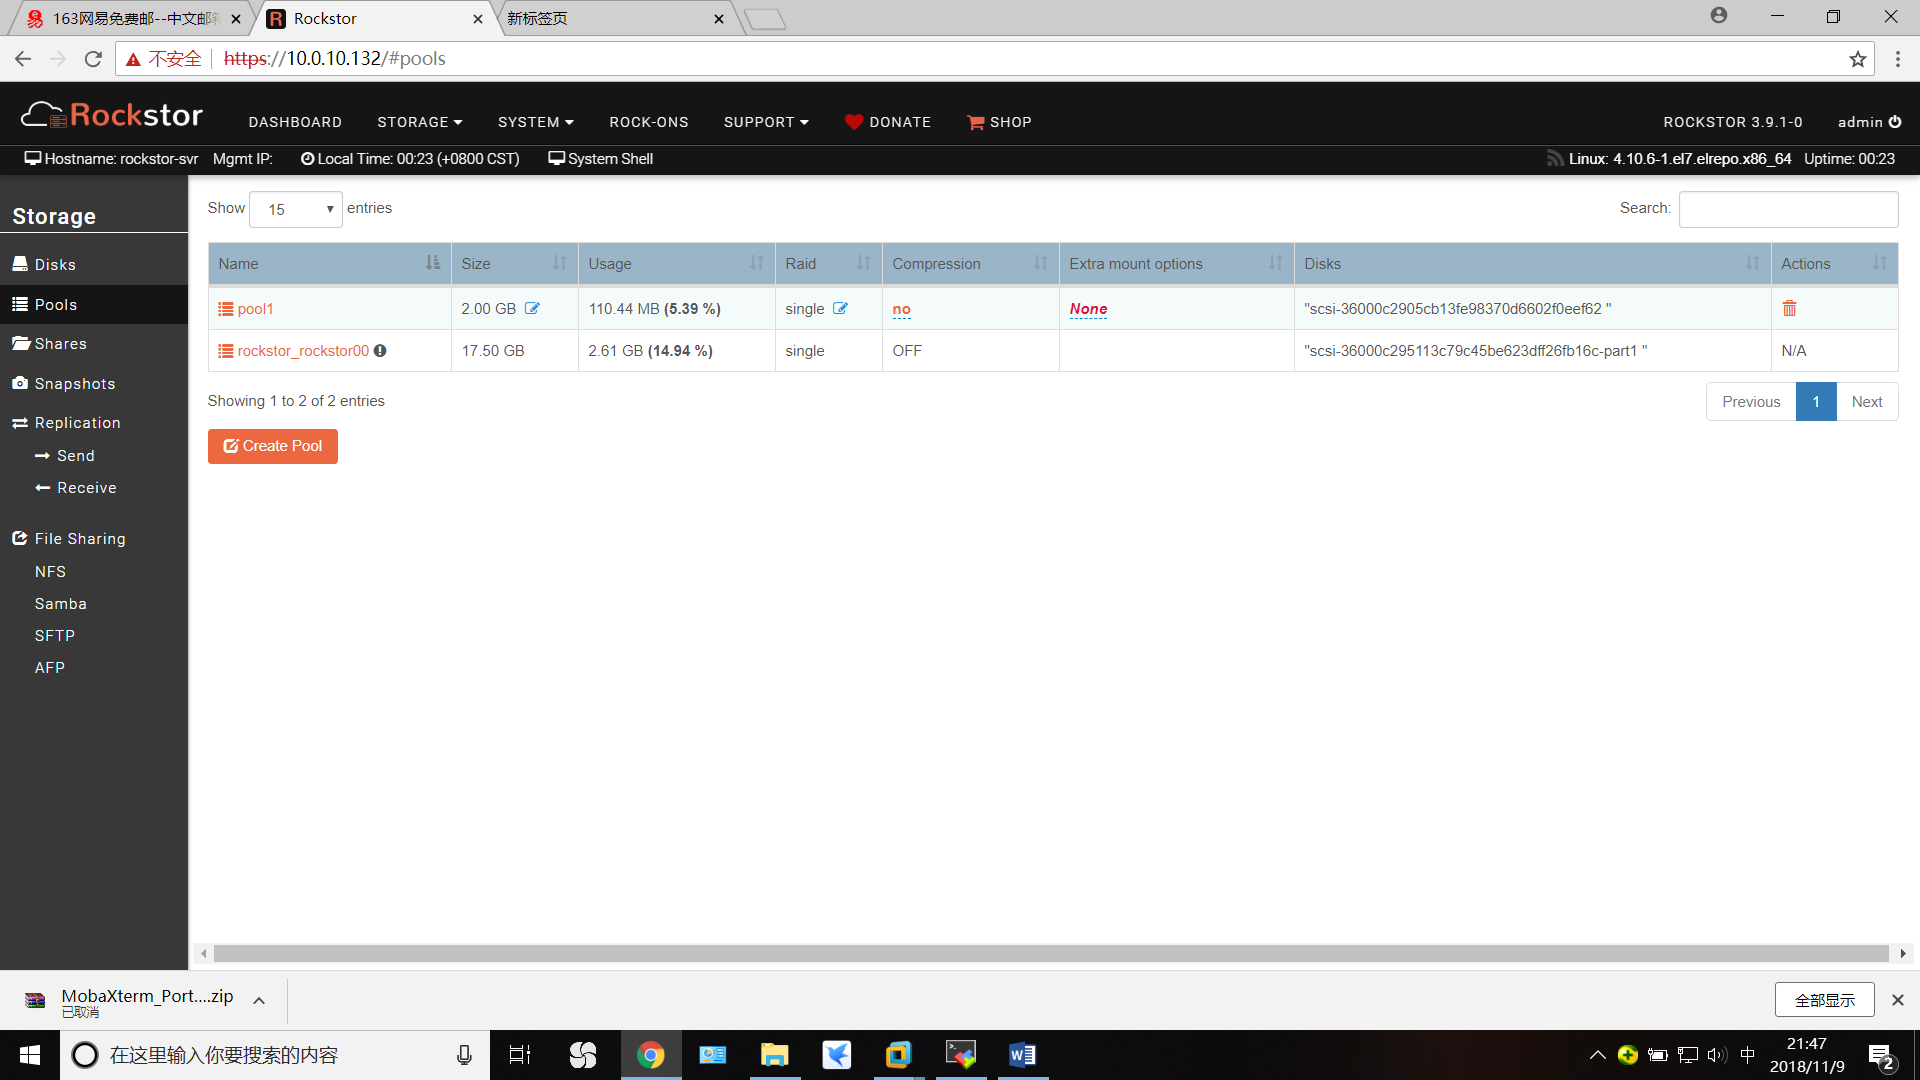 163网易免费邮--中文邮箱
Rockstor
新标签页
不安全
https://10.0.10.132/#pools
Rockstor
DASHBOARD
STORAGE
SYSTEM
ROCK-ONS
SUPPORT
DONATE
SHOP
ROCKSTOR 3.9.1-0
admin
Hostname: rockstor-svr
Mgmt IP:
Local Time: 00:23 (+0800 CST)
System Shell
Linux: 4.10.6-1.el7.elrepo.x86_64
Uptime: 00:23
Storage
Disks
Pools
Shares
Snapshots
Replication
Send
Receive
File Sharing
NFS
Samba
SFTP
AFP
Show 15 entries
Search:
Name Size Usage Raid Compression Extra mount options Disks Actions
pool1 2.00 GB 110.44 MB (5.39 %) single no None "scsi-36000c2905cb13fe98370d6602f0eef62 "
rockstor_rockstor00 17.50 GB 2.61 GB (14.94 %) single OFF "scsi-36000c295113c79c45be623dff26fb16c-part1 " N/A
Showing 1 to 2 of 2 entries
Previous 1 Next
Create Pool
MobaXterm_Port....zip
已取消
全部显示
在这里输入你要搜索的内容
中
21:47
2018/11/9
2